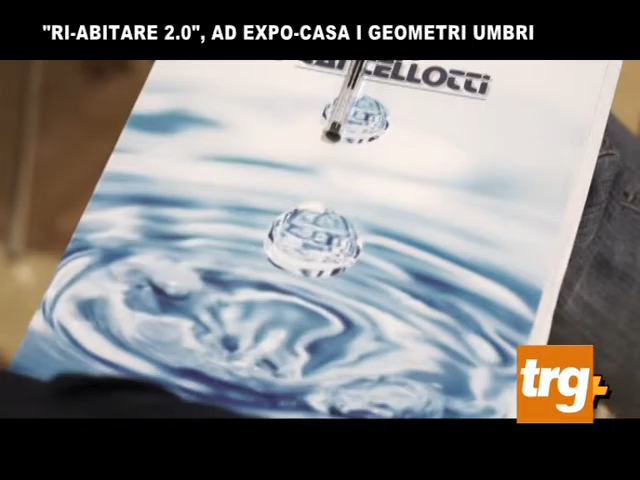 "RI-ABITARE 2.0", AD EXPO-CASA I GEOMETRI UMBRI
trg+